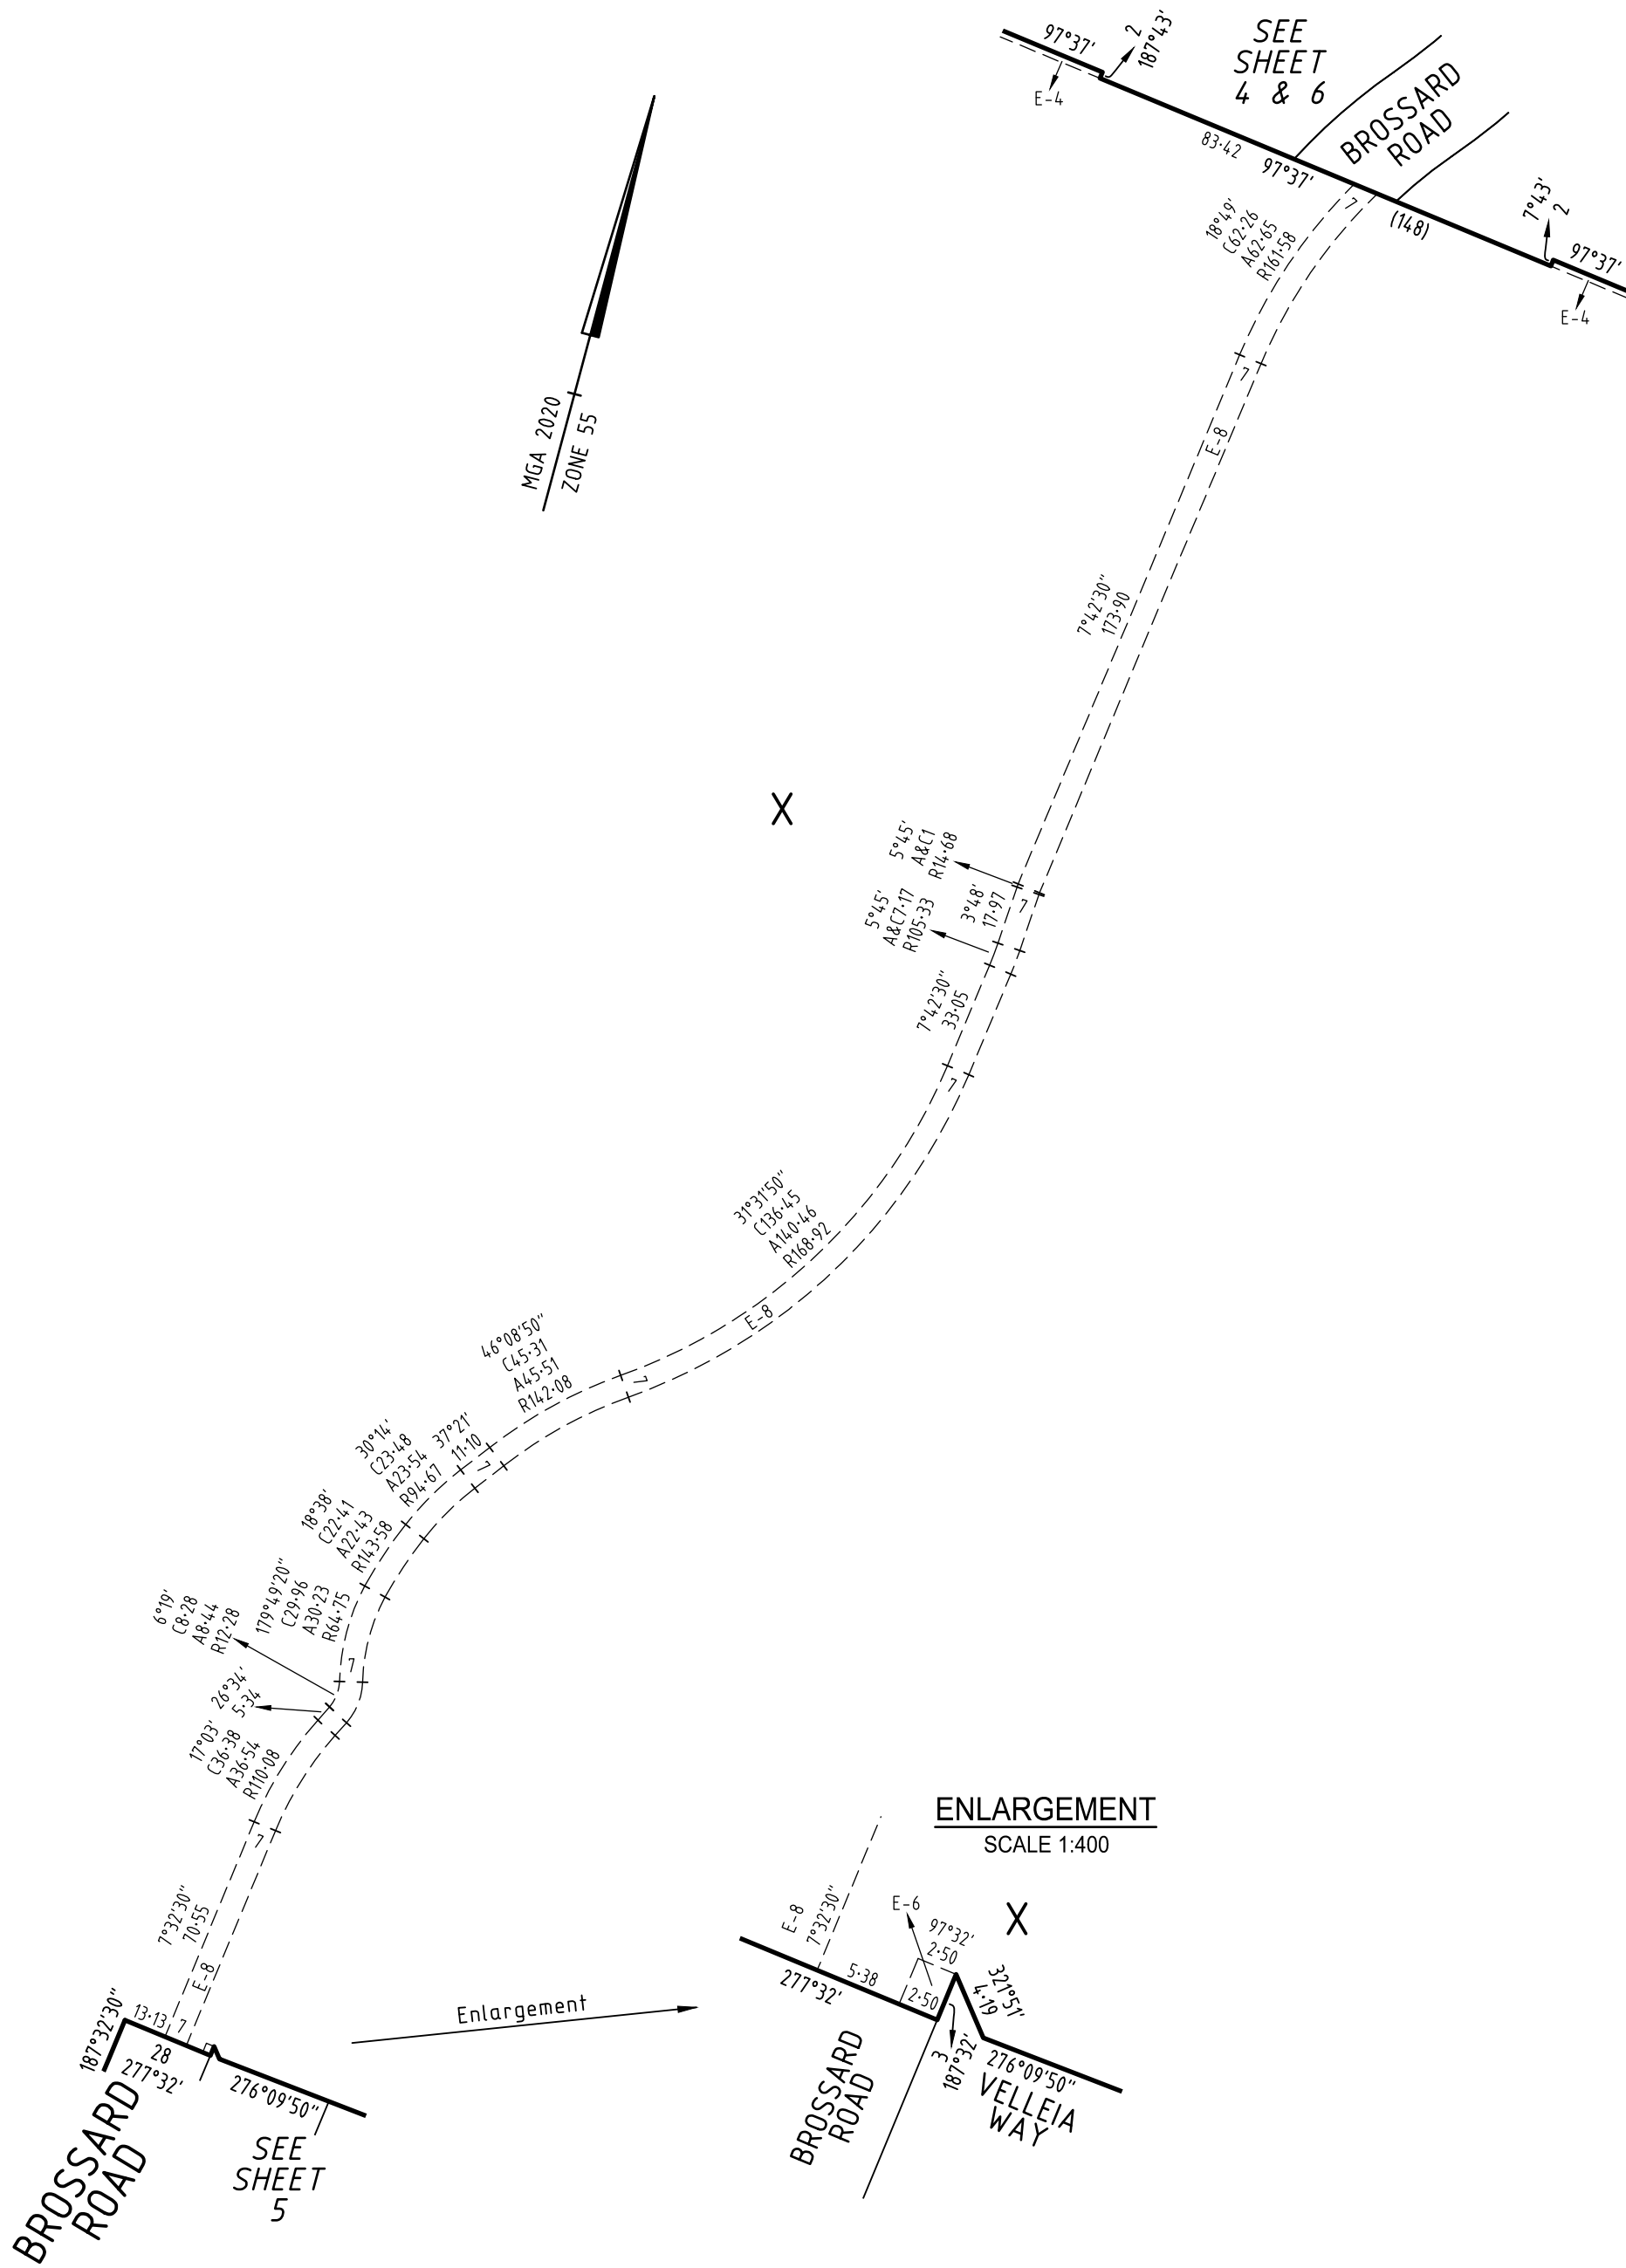 97°37'
2
187°43'
E-4
SEE
SHEET
4 & 6
BROSSARD
ROAD
83·42
97°37'
(148)
7°43'
2
97°37'
E-4
18°49'
C62·26
A62·65
R161·58
7
7
E-8
MGA 2020
ZONE 55
7°42'30"
173·90
X
5°45'
A&C1
R14·68
5°45'
A&C7·17
R105·33
3°48'
17·97
7
7°42'30"
33·05
7
31°31'50"
C136·45
A140·46
R168·92
E-8
46°08'50"
C45·31
A45·51
R142·08
7
37°21'
11·10
30°14'
C23·48
A23·54
R94·67
7
18°38'
C22·41
A22·43
R143·58
179°49'20"
C29·96
A30·23
R64·75
6°19'
C8·28
A8·44
R12·28
7
26°34'
5·34
17°03'
C36·38
A36·54
R110·08
7
7°32'30"
70·55
E-8
187°32'30"
13·13
7
28
277°32'
276°09'50"
BROSSARD
ROAD
SEE
SHEET
5
Enlargement
ENLARGEMENT
SCALE 1:400
E-8
7°32'30"
E-6
97°32'
2·50
X
5·38
277°32'
2·50
321°51'
4·19
3
187°32'
276°09'50"
VELLEIA
WAY
BROSSARD
ROAD